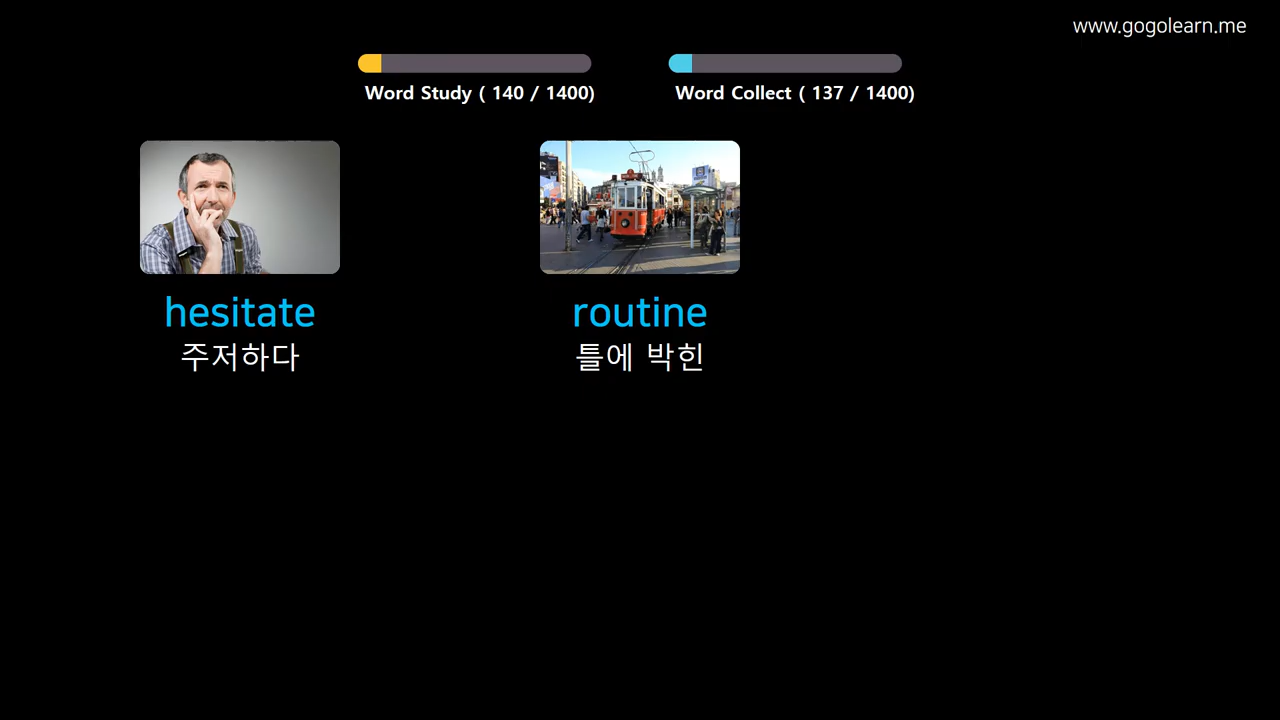 www.gogolearn.me
Word Study ( 140 / 1400)
Word Collect ( 137 / 1400)
hesitate
주저하다
routine
틀에 박힌